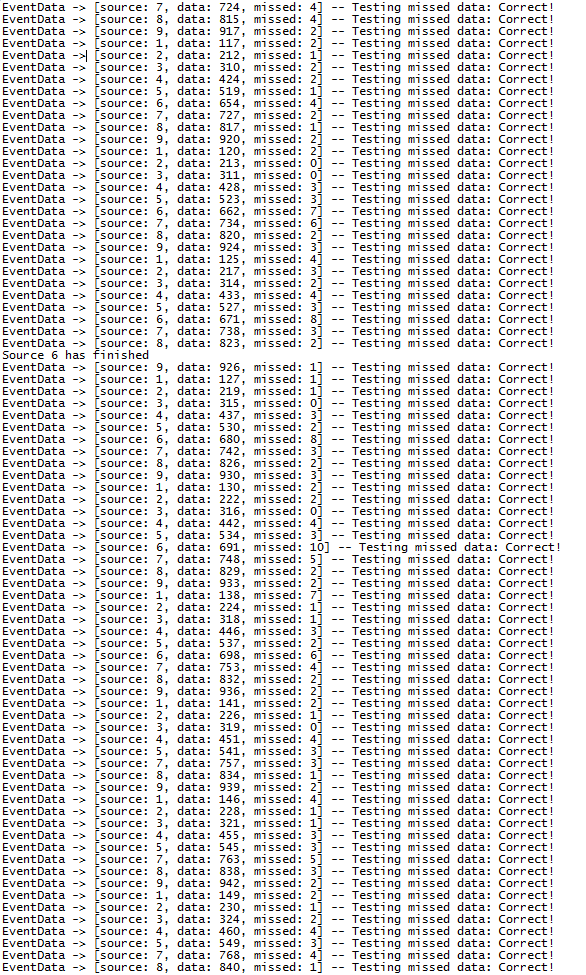 EventData -> [source: 7, data: 724, missed: 4] -- Testing missed data: Correct!
EventData -> [source: 8, data: 815, missed: 4] -- Testing missed data: Correct!
EventData -> [source: 9, data: 917, missed: 2] -- Testing missed data: Correct!
EventData -> [source: 1, data: 117, missed: 2] -- Testing missed data: Correct!
EventData -> [source: 2, data: 212, missed: 1] -- Testing missed data: Correct!
EventData -> [source: 3, data: 310, missed: 2] -- Testing missed data: Correct!
EventData -> [source: 4, data: 424, missed: 2] -- Testing missed data: Correct!
EventData -> [source: 5, data: 519, missed: 1] -- Testing missed data: Correct!
EventData -> [source: 6, data: 654, missed: 4] -- Testing missed data: Correct!
EventData -> [source: 7, data: 727, missed: 2] -- Testing missed data: Correct!
EventData -> [source: 8, data: 817, missed: 1] -- Testing missed data: Correct!
EventData -> [source: 9, data: 920, missed: 2] -- Testing missed data: Correct!
EventData -> [source: 1, data: 120, missed: 2] -- Testing missed data: Correct!
EventData -> [source: 2, data: 213, missed: 0] -- Testing missed data: Correct!
EventData -> [source: 3, data: 311, missed: 0] -- Testing missed data: Correct!
EventData -> [source: 4, data: 428, missed: 3] -- Testing missed data: Correct!
EventData -> [source: 5, data: 523, missed: 3] -- Testing missed data: Correct!
EventData -> [source: 6, data: 662, missed: 7] -- Testing missed data: Correct!
EventData -> [source: 7, data: 734, missed: 6] -- Testing missed data: Correct!
EventData -> [source: 8, data: 820, missed: 2] -- Testing missed data: Correct!
EventData -> [source: 9, data: 924, missed: 3] -- Testing missed data: Correct!
EventData -> [source: 1, data: 125, missed: 4] -- Testing missed data: Correct!
EventData -> [source: 2, data: 217, missed: 3] -- Testing missed data: Correct!
EventData -> [source: 3, data: 314, missed: 2] -- Testing missed data: Correct!
EventData -> [source: 4, data: 433, missed: 4] -- Testing missed data: Correct!
EventData -> [source: 5, data: 527, missed: 3] -- Testing missed data: Correct!
EventData -> [source: 6, data: 671, missed: 8] -- Testing missed data: Correct!
EventData -> [source: 7, data: 738, missed: 3] -- Testing missed data: Correct!
EventData -> [source: 8, data: 823, missed: 2] -- Testing missed data: Correct!
Source 6 has finished
EventData -> [source: 9, data: 926, missed: 1] -- Testing missed data: Correct!
EventData -> [source: 1, data: 127, missed: 1] -- Testing missed data: Correct!
EventData -> [source: 2, data: 219, missed: 1] -- Testing missed data: Correct!
EventData -> [source: 3, data: 315, missed: 0] -- Testing missed data: Correct!
EventData -> [source: 4, data: 437, missed: 3] -- Testing missed data: Correct!
EventData -> [source: 5, data: 530, missed: 2] -- Testing missed data: Correct!
EventData -> [source: 6, data: 680, missed: 8] -- Testing missed data: Correct!
EventData -> [source: 7, data: 742, missed: 3] -- Testing missed data: Correct!
EventData -> [source: 8, data: 826, missed: 2] -- Testing missed data: Correct!
EventData -> [source: 9, data: 930, missed: 3] -- Testing missed data: Correct!
EventData -> [source: 1, data: 130, missed: 2] -- Testing missed data: Correct!
EventData -> [source: 2, data: 222, missed: 2] -- Testing missed data: Correct!
EventData -> [source: 3, data: 316, missed: 0] -- Testing missed data: Correct!
EventData -> [source: 4, data: 442, missed: 4] -- Testing missed data: Correct!
EventData -> [source: 5, data: 534, missed: 3] -- Testing missed data: Correct!
EventData -> [source: 6, data: 691, missed: 10] -- Testing missed data: Correct!
EventData -> [source: 7, data: 748, missed: 5] -- Testing missed data: Correct!
EventData -> [source: 8, data: 829, missed: 2] -- Testing missed data: Correct!
EventData -> [source: 9, data: 933, missed: 2] -- Testing missed data: Correct!
EventData -> [source: 1, data: 138, missed: 7] -- Testing missed data: Correct!
EventData -> [source: 2, data: 224, missed: 1] -- Testing missed data: Correct!
EventData -> [source: 3, data: 318, missed: 1] -- Testing missed data: Correct!
EventData -> [source: 4, data: 446, missed: 3] -- Testing missed data: Correct!
EventData -> [source: 5, data: 537, missed: 2] -- Testing missed data: Correct!
EventData -> [source: 6, data: 698, missed: 6] -- Testing missed data: Correct!
EventData -> [source: 7, data: 753, missed: 4] -- Testing missed data: Correct!
EventData -> [source: 8, data: 832, missed: 2] -- Testing missed data: Correct!
EventData -> [source: 9, data: 936, missed: 2] -- Testing missed data: Correct!
EventData -> [source: 1, data: 141, missed: 2] -- Testing missed data: Correct!
EventData -> [source: 2, data: 226, missed: 1] -- Testing missed data: Correct!
EventData -> [source: 3, data: 319, missed: 0] -- Testing missed data: Correct!
EventData -> [source: 4, data: 451, missed: 4] -- Testing missed data: Correct!
EventData -> [source: 5, data: 541, missed: 3] -- Testing missed data: Correct!
EventData -> [source: 7, data: 757, missed: 3] -- Testing missed data: Correct!
EventData -> [source: 8, data: 834, missed: 1] -- Testing missed data: Correct!
EventData -> [source: 9, data: 939, missed: 2] -- Testing missed data: Correct!
EventData -> [source: 1, data: 146, missed: 4] -- Testing missed data: Correct!
EventData -> [source: 2, data: 228, missed: 1] -- Testing missed data: Correct!
EventData -> [source: 3, data: 321, missed: 1] -- Testing missed data: Correct!
EventData -> [source: 4, data: 455, missed: 3] -- Testing missed data: Correct!
EventData -> [source: 5, data: 545, missed: 3] -- Testing missed data: Correct!
EventData -> [source: 7, data: 763, missed: 5] -- Testing missed data: Correct!
EventData -> [source: 8, data: 838, missed: 3] -- Testing missed data: Correct!
EventData -> [source: 9, data: 942, missed: 2] -- Testing missed data: Correct!
EventData -> [source: 1, data: 149, missed: 2] -- Testing missed data: Correct!
EventData -> [source: 2, data: 230, missed: 1] -- Testing missed data: Correct!
EventData -> [source: 3, data: 324, missed: 2] -- Testing missed data: Correct!
EventData -> [source: 4, data: 460, missed: 4] -- Testing missed data: Correct!
EventData -> [source: 5, data: 549, missed: 3] -- Testing missed data: Correct!
EventData -> [source: 7, data: 768, missed: 4] -- Testing missed data: Correct!
EventData -> [source: 8, data: 840, missed: 1] -- Testing missed data: Correct!